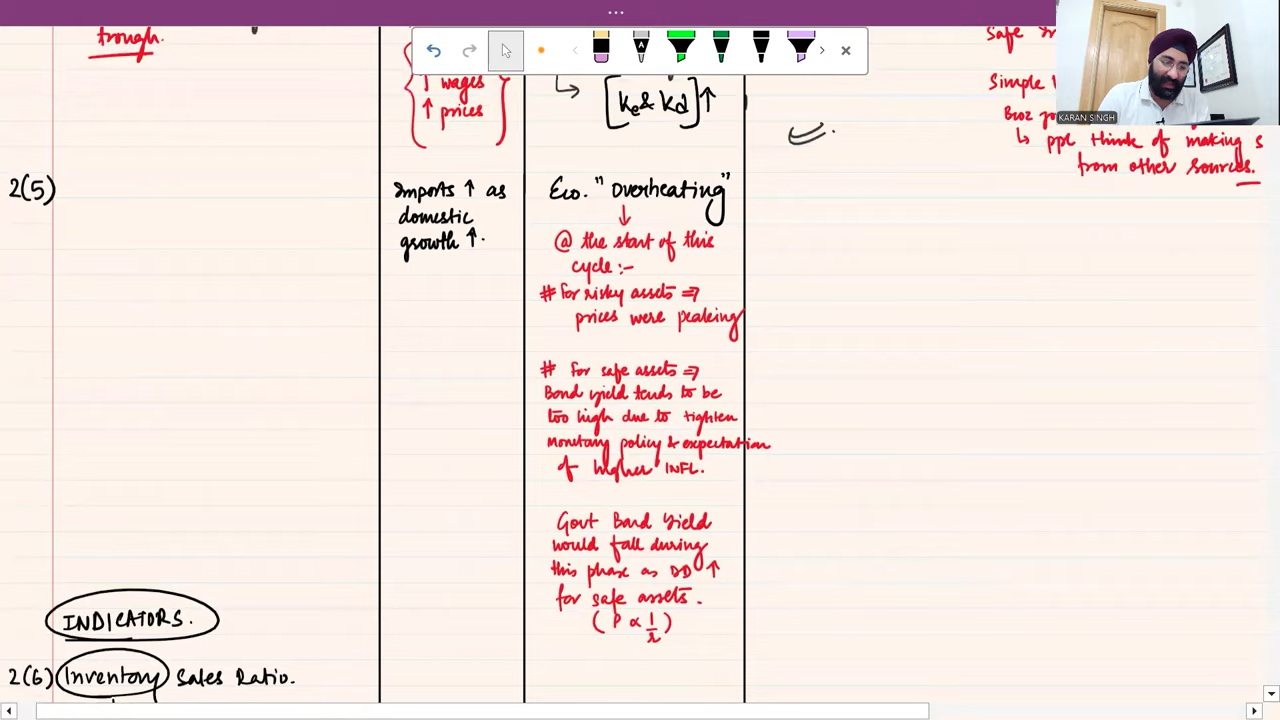 trough.
↑ wages
↑ prices
↳ [Ke & Kd] ↑
Safe
Simple
KARAN SINGH
↳ ppl think of making $
from other sources.
2(5)
Imports ↑ as
domestic
growth ↑.
Eco. "Overheating"
↓
@ the start of this
cycle :-
# For risky assets ⇒
prices were peaking
# For safe assets ⇒
Bond yield tends to be
too high due to tighten
Monetary policy & expectation
of higher INFL.
Govt Bond Yield
would fall during
this phase as DD ↑
for safe assets.
( P ∝ 1/r )
INDICATORS.
2(6) Inventory Sales Ratio.